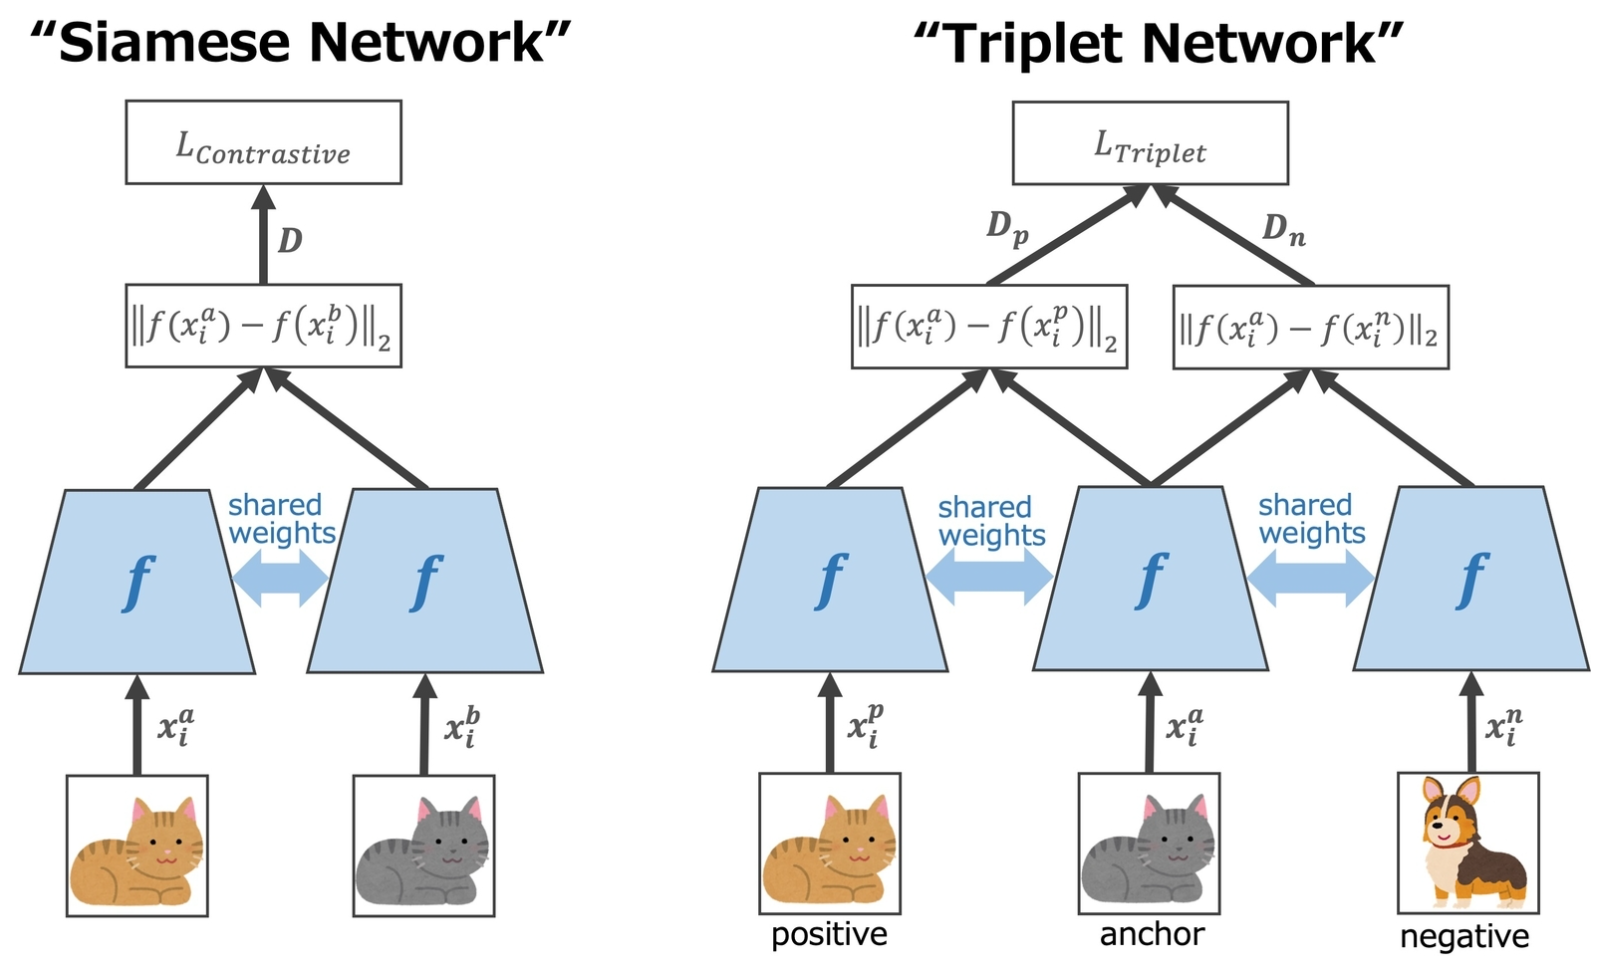 “Siamese Network”
L_Contrastive
D
‖f(x_i^a) − f(x_i^b)‖_2
shared
weights
f
f
x_i^a
x_i^b
“Triplet Network”
L_Triplet
D_p
D_n
‖f(x_i^a) − f(x_i^p)‖_2
‖f(x_i^a) − f(x_i^n)‖_2
shared
weights
shared
weights
f
f
f
x_i^p
x_i^a
x_i^n
positive
anchor
negative